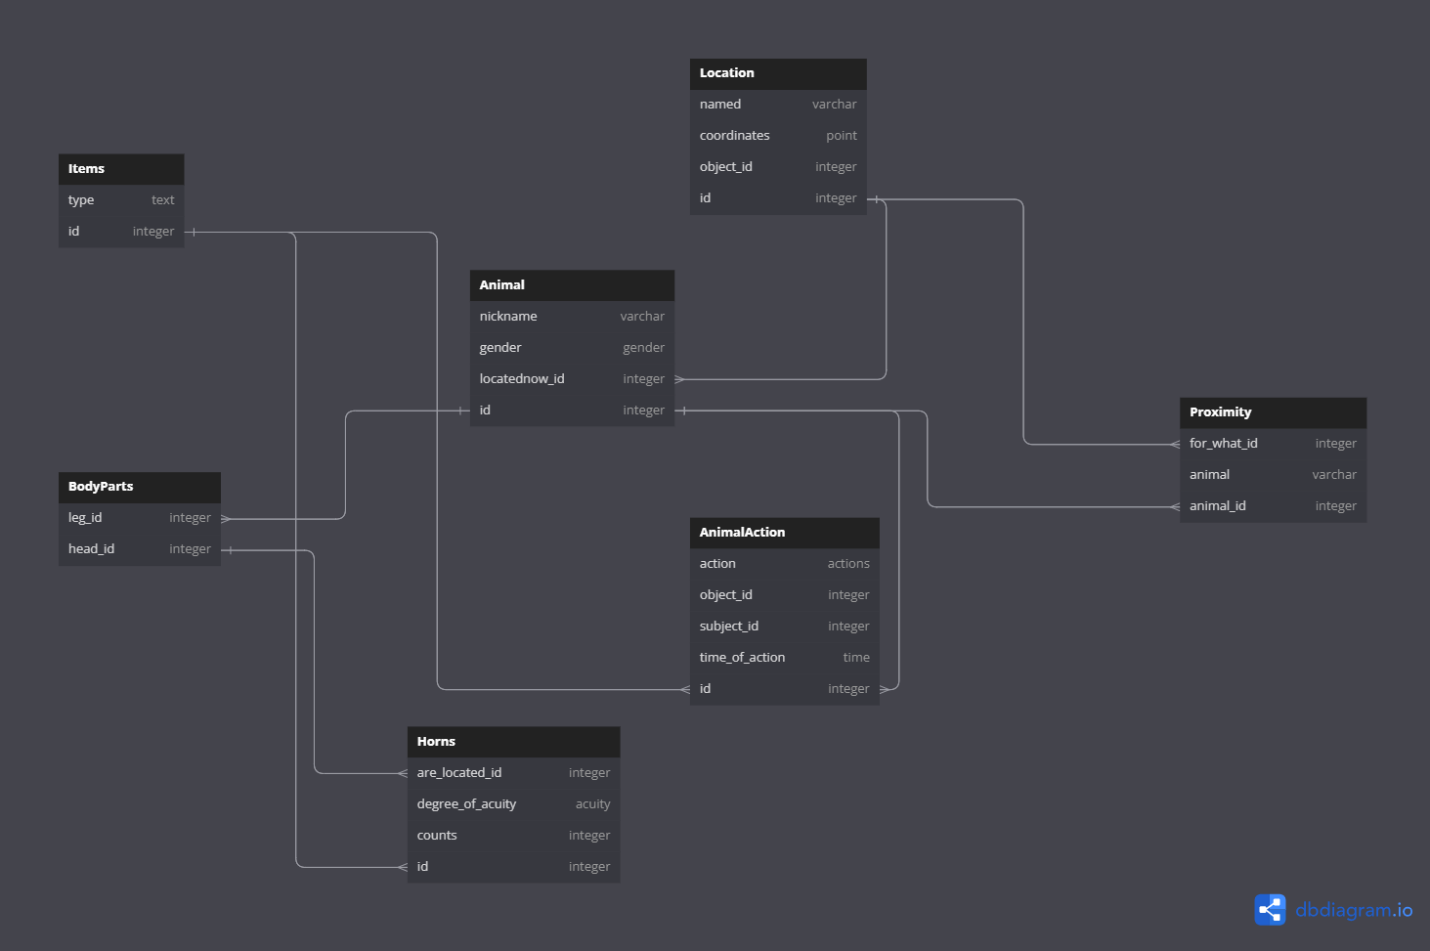 Location
named varchar
coordinates point
object_id integer
id integer
Items
type text
id integer
Animal
nickname varchar
gender gender
locatednow_id integer
id integer
Proximity
for_what_id integer
animal varchar
animal_id integer
BodyParts
leg_id integer
head_id integer
AnimalAction
action actions
object_id integer
subject_id integer
time_of_action time
id integer
Horns
are_located_id integer
degree_of_acuity acuity
counts integer
id integer
dbdiagram.io